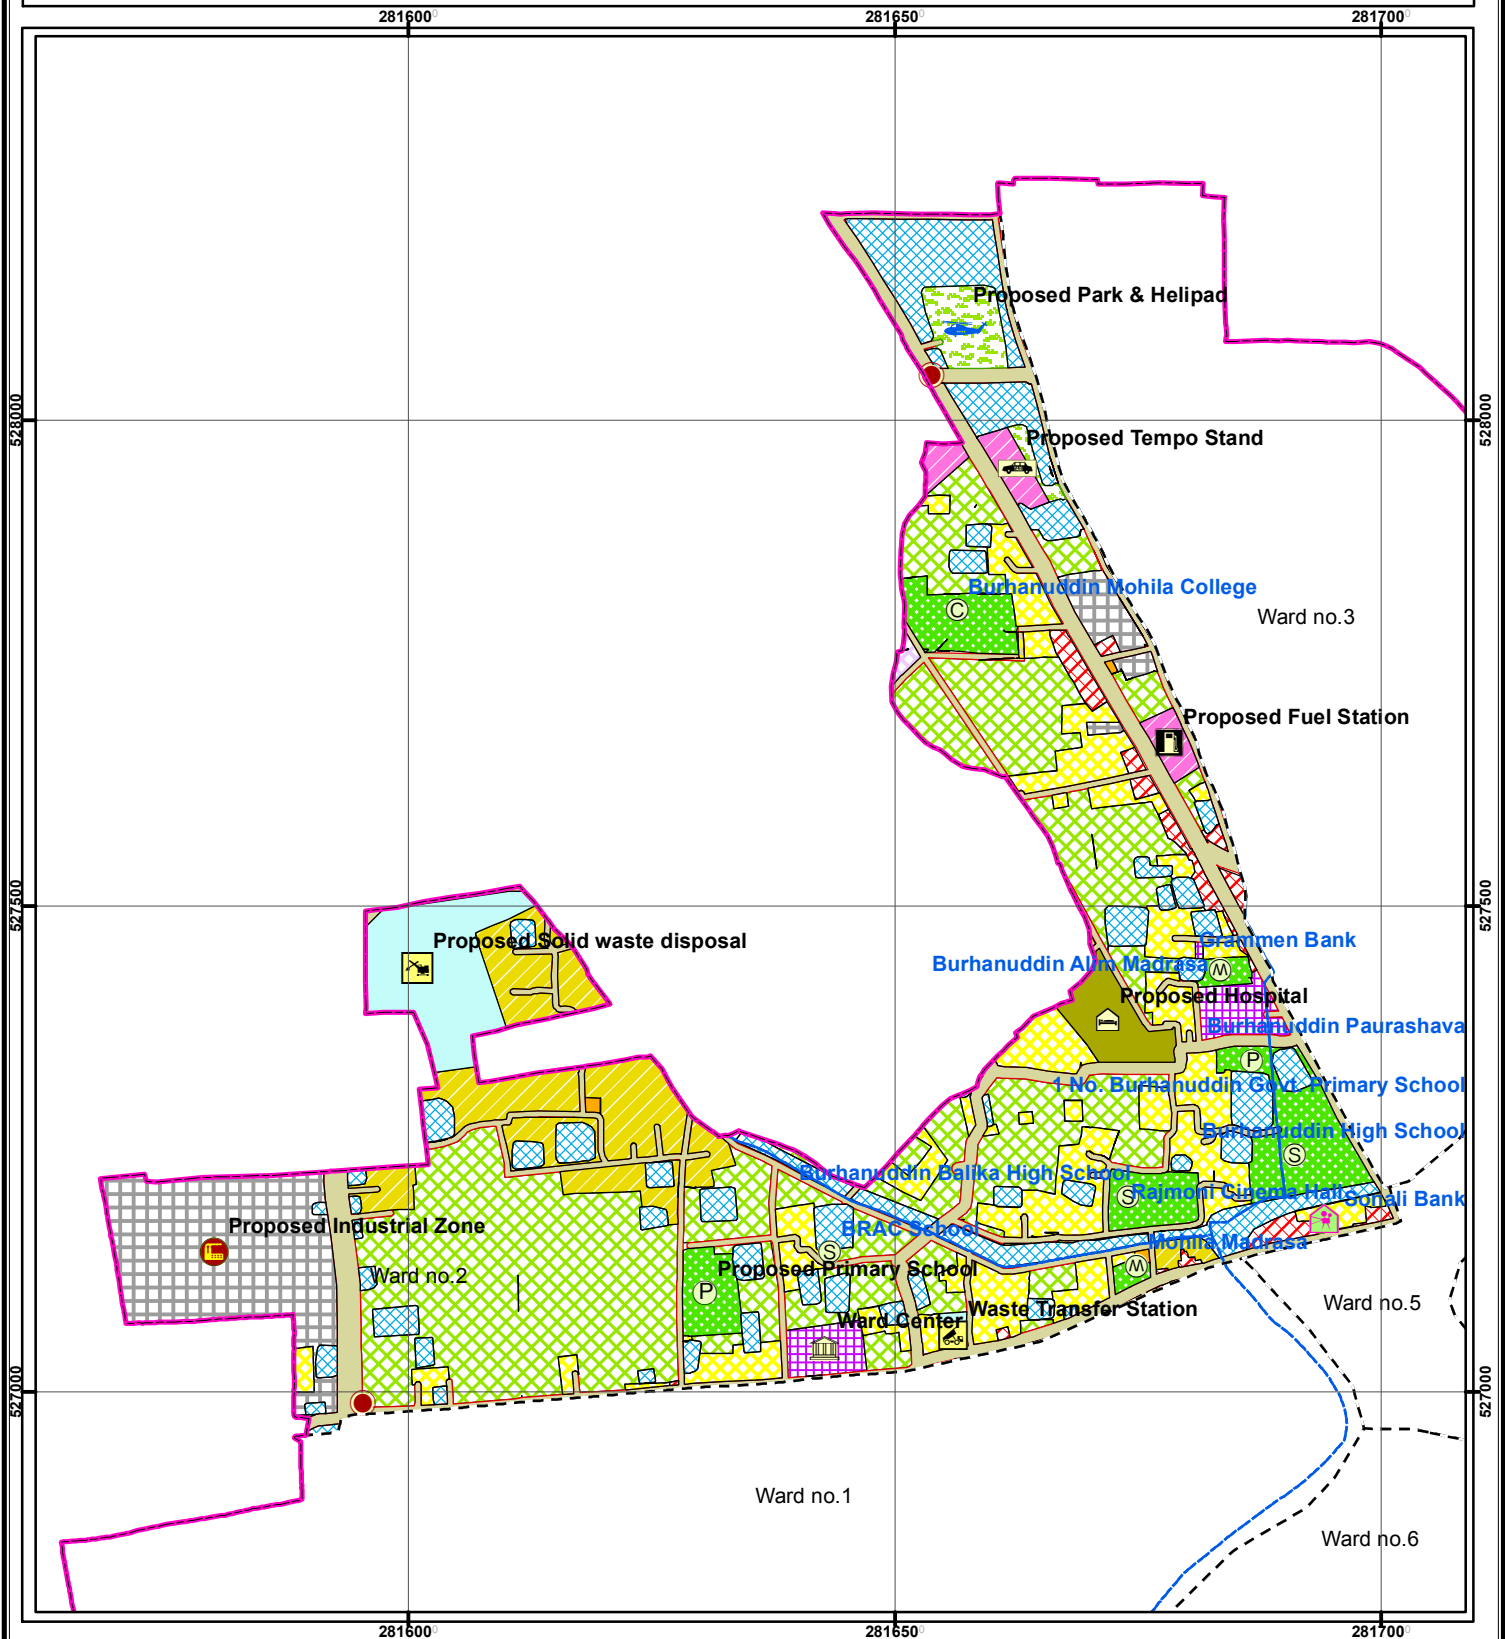 281600 281650 281700
Proposed Park & Helipad
528000 528000
Proposed Tempo Stand
Burhanuddin Mohila College
C
Ward no.3
Proposed Fuel Station
527500 527500
Proposed Solid waste disposal
Grammen Bank
Burhanuddin Alim Madrasa
M
Proposed Hospital
Burhanuddin Paurashava
P
1 No. Burhanuddin Govt. Primary School
Burhanuddin High School
S
Burhanuddin Balika High School
S
Rajmoni Cinema Hall
Sonali Bank
Proposed Industrial Zone
BRAC School
S
Mohila Madrasa
M
Proposed Primary School
P
Ward no.2
Ward no.5
Waste Transfer Station
Ward Center
527000 527000
Ward no.1
Ward no.6
281600 281650 281700